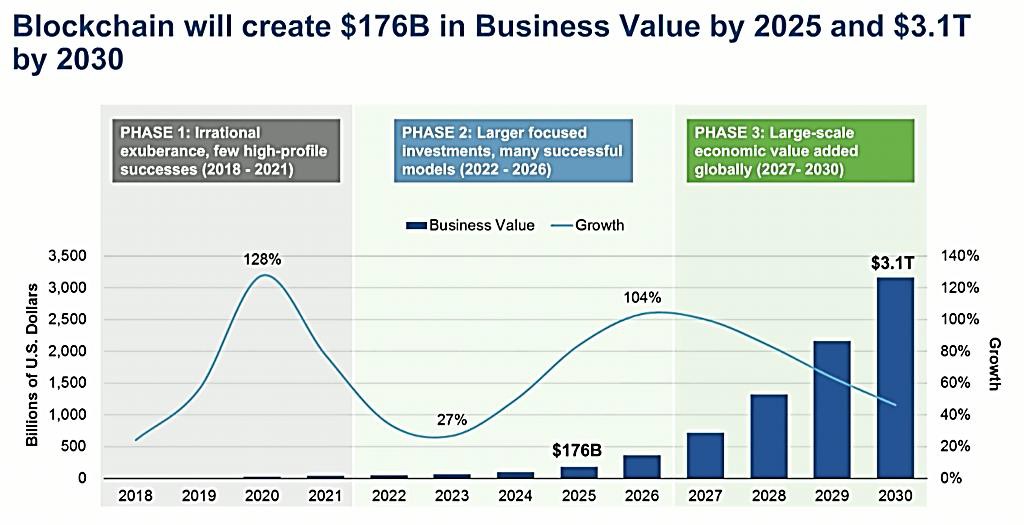 Blockchain will create $176B in Business Value by 2025 and $3.1T
by 2030
PHASE 1: Irrational
exuberance, few high-profile
successes (2018 - 2021)
PHASE 2: Larger focused
investments, many successful
models (2022 - 2026)
PHASE 3: Large-scale
economic value added
globally (2027- 2030)
Business Value
Growth
Billions of U.S. Dollars
3,500
3,000
2,500
2,000
1,500
1,000
500
0
128%
27%
$176B
104%
$3.1T
140%
120%
100%
80%
60%
40%
20%
0%
Growth
2018 2019 2020 2021 2022 2023 2024 2025 2026 2027 2028 2029 2030